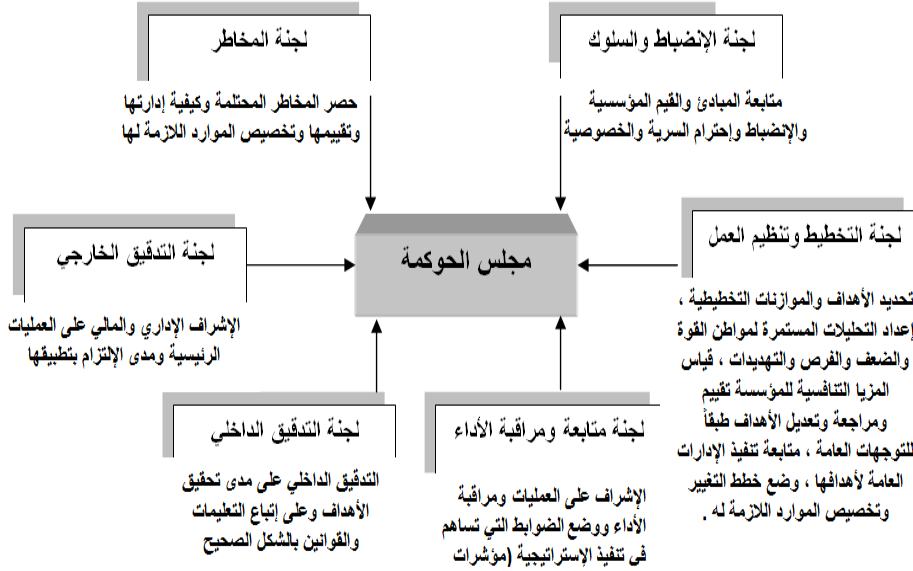 لجنة الإنضباط والسلوك
متابعة المبادئ والقيم المؤسسية
والإنضباط وإحترام السرية والخصوصية
لجنة المخاطر
حصر المخاطر المحتلمة وكيفية إدارتها
وتقييمها وتخصيص الموارد اللازمة لها
مجلس الحوكمة
لجنة التخطيط وتنظيم العمل
تحديد الأهداف والموازنات التخطيطية ،
إعداد التحليلات المستمرة لمواطن القوة
والضعف والفرص والتهديدات ، قياس
المزيا التنافسية للمؤسسة تقييم
ومراجعة وتعديل الأهداف طبقاً
للتوجهات العامة ، متابعة تنفيذ الإدارات
العامة لأهدافها ، وضع خطط التغيير
وتخصيص الموارد اللازمة له .
لجنة التدقيق الخارجي
الإشراف الإداري والمالي على العمليات
الرئيسية ومدى الإلتزام بتطبيقها
لجنة متابعة ومراقبة الأداء
الإشراف على العمليات ومراقبة
الأداء ووضع الضوابط التي تساهم
في تنفيذ الإستراتيجية (مؤشرات
لجنة التدقيق الداخلي
التدقيق الداخلي على مدى تحقيق
الأهداف وعلى إتباع التعليمات
والقوانين بالشكل الصحيح